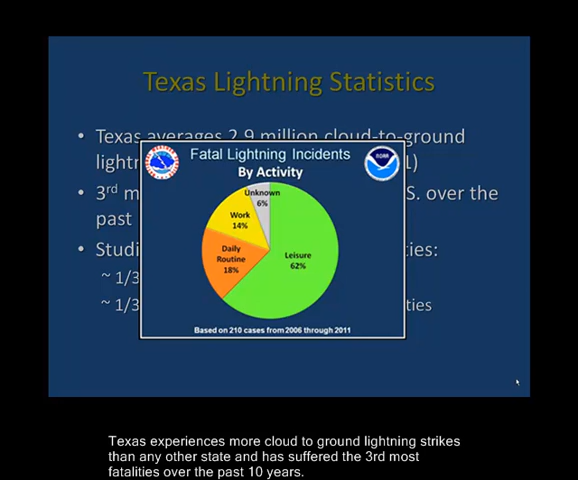 Texas Lightning Statistics
• Texas averages 2.9 million cloud-to-ground
lightn
1)
• 3rd m
S. over the
past
• Studi
ties:
~ 1/3
~ 1/3
ties
Fatal Lightning Incidents
By Activity
Unknown
6%
Work
14%
Daily
Routine
18%
Leisure
62%
Based on 210 cases from 2006 through 2011
Texas experiences more cloud to ground lightning strikes
than any other state and has suffered the 3rd most
fatalities over the past 10 years.